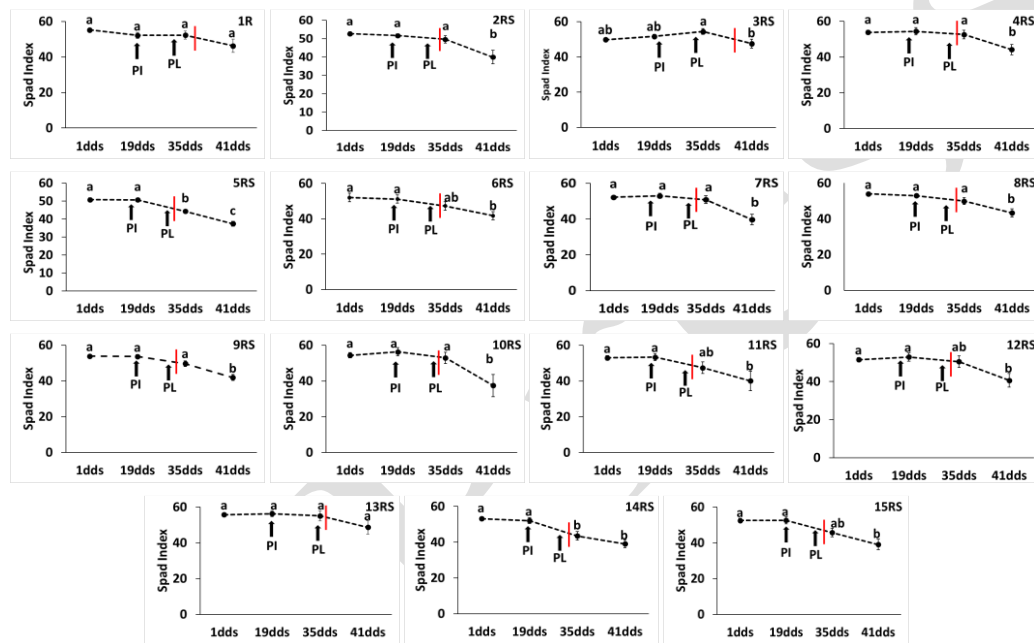 1R
a a a a
60
40
20
0
Spad Index
PI PL
1dds 19dds 35dds 41dds
2RS
a a a b
60
50
40
30
20
10
0
Spad Index
PI PL
1dds 19dds 35dds 41dds
3RS
ab ab a b
60
40
20
0
Spad Index
PI PL
1dds 19dds 35dds 41dds
4RS
a a a b
60
40
20
0
Spad Index
PI PL
1dds 19dds 35dds 41dds
5RS
a a b c
60
50
40
30
20
10
0
Spad Index
PI PL
1dds 19dds 35dds 41dds
6RS
a a ab b
60
40
20
0
Spad Index
PI PL
1dds 19dds 35dds 41dds
7RS
a a a b
60
40
20
0
Spad Index
PI PL
1dds 19dds 35dds 41dds
8RS
a a a b
60
40
20
0
Spad Index
PI PL
1dds 19dds 35dds 41dds
9RS
a a a b
60
40
20
0
Spad Index
PI PL
1dds 19dds 35dds 41dds
10RS
a a a b
60
40
20
0
Spad Index
PI PL
1dds 19dds 35dds 41dds
11RS
a a ab b
60
40
20
0
Spad Index
PI PL
1dds 19dds 35dds 41dds
12RS
a a ab b
60
40
20
0
Spad Index
PI PL
1dds 19dds 35dds 41dds
13RS
a a a a
60
40
20
0
Spad Index
PI PL
1dds 19dds 35dds 41dds
14RS
a a b b
60
40
20
0
Spad Index
PI PL
1dds 19dds 35dds 41dds
15RS
a a ab b
60
40
20
0
Spad Index
PI PL
1dds 19dds 35dds 41dds